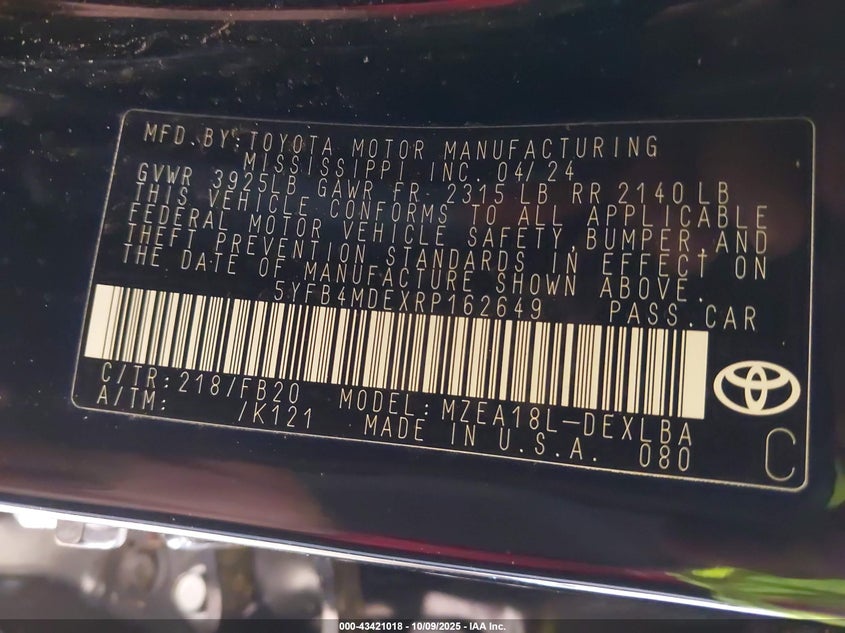 MFD. BY: TOYOTA MOTOR MANUFACTURING
MISSISSIPPI INC. 04/24
GVWR 3925LB GAWR FR. 2315 LB RR 2140 LB
THIS VEHICLE CONFORMS TO ALL APPLICABLE
FEDERAL MOTOR VEHICLE SAFETY, BUMPER, AND
THEFT PREVENTION STANDARDS IN EFFECT ON
THE DATE OF MANUFACTURE SHOWN ABOVE.
5YFB4MDEXRP162649 PASS. CAR
C/TR: 218/FB20 MODEL: MZEA18L-DEXLBA
A/TM: /K121 MADE IN U.S.A. 080
C
000-43421018 - 10/09/2025 - IAA Inc.